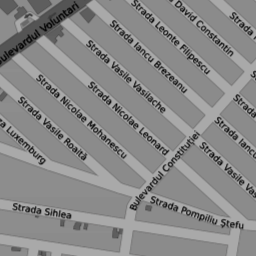 David Constantin
Strada
Strada Leonte Filipescu
Bulevardul Voluntari
Strada Iancu Brezeanu
Strada Vasile Vasilache
Strada Nicolae Leonard
Strada Nicolae Mohanescu
Strada Vasile Roaită
Luxemburg
Bulevardul Constituției
Strada
Strada Iancu
Strada Vasile Vas
Strada Sihlea
Strada Pompiliu Ștefu